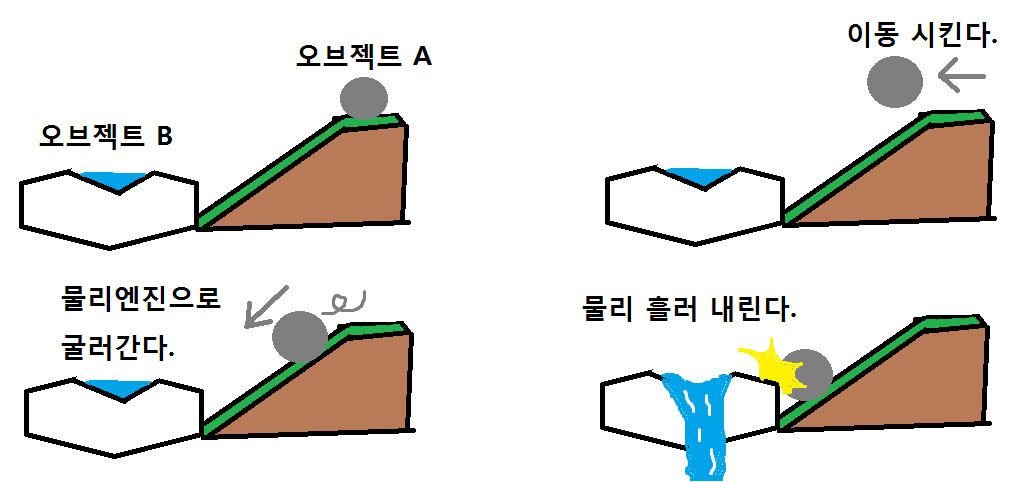 오브젝트 A
오브젝트 B
이동 시킨다.
물리엔진으로
굴러간다.
물리 흘러 내린다.